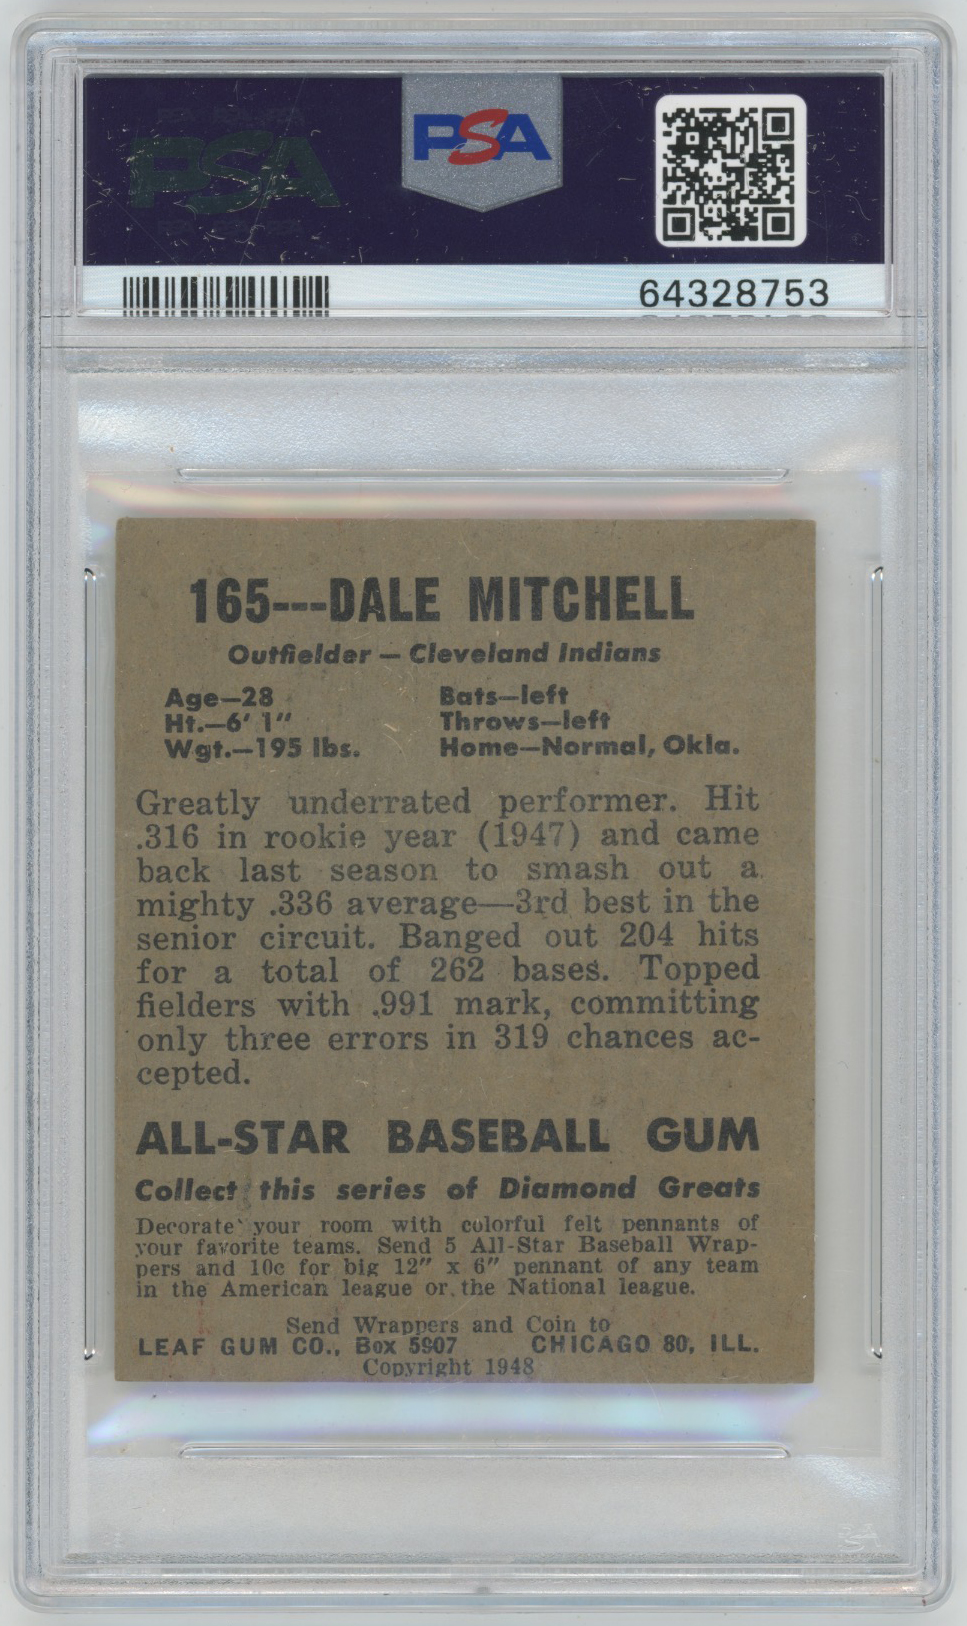 PSA
PSA
64328753
165---DALE MITCHELL
Outfielder — Cleveland Indians
Age—28
Ht.—6' 1"
Wgt.—195 lbs.
Bats—left
Throws—left
Home—Normal, Okla.
Greatly underrated performer. Hit
.316 in rookie year (1947) and came
back last season to smash out a
mighty .336 average—3rd best in the
senior circuit. Banged out 204 hits
for a total of 262 bases. Topped
fielders with .991 mark, committing
only three errors in 319 chances ac-
cepted.
ALL-STAR BASEBALL GUM
Collect this series of Diamond Greats
Decorate your room with colorful felt pennants of
your favorite teams. Send 5 All-Star Baseball Wrap-
pers and 10c for big 12" x 6" pennant of any team
in the American league or the National league.
Send Wrappers and Coin to
LEAF GUM CO., Box 5907 CHICAGO 80, ILL.
Copyright 1948